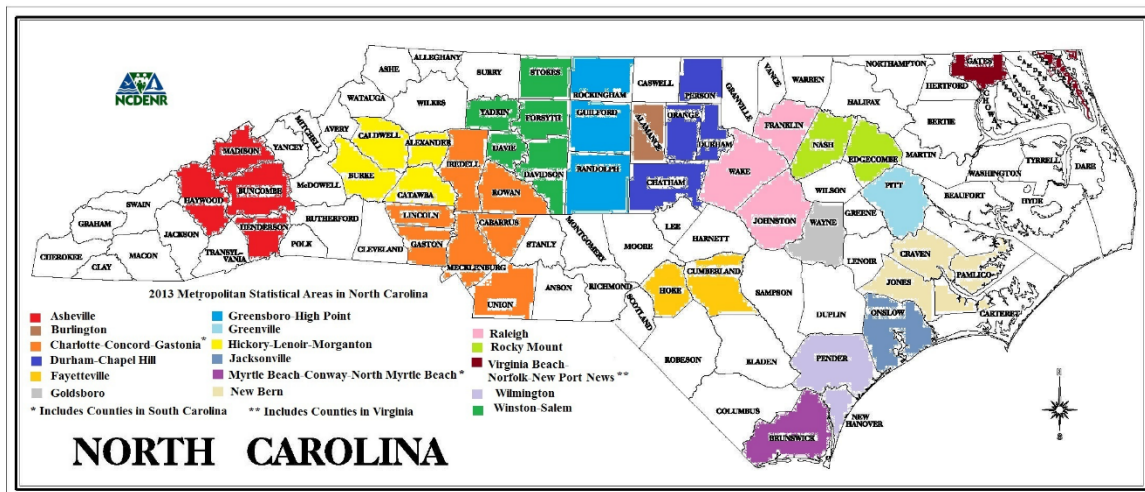 ALLEGHANY
ASHE
SURRY
STOKES
ROCKINGHAM
CASWELL
PERSON
GRANVILLE
VANCE
WARREN
NORTHAMPTON
GATES
HERTFORD
HALIFAX
BERTIE
CHOWAN
CAMDEN
NCDENR
WATAUGA
WILKES
YADKIN
FORSYTH
GUILFORD
ALAMANCE
ORANGE
DURHAM
FRANKLIN
NASH
EDGECOMBE
MARTIN
WASHINGTON
TYRRELL
DARE
MITCHELL
AVERY
CALDWELL
ALEXANDER
IREDELL
DAVIE
DAVIDSON
RANDOLPH
CHATHAM
WAKE
WILSON
PITT
BEAUFORT
HYDE
MADISON
YANCEY
BURKE
McDOWELL
CATAWBA
ROWAN
BUNCOMBE
HAYWOOD
SWAIN
GRAHAM
JACKSON
HENDERSON
RUTHERFORD
LINCOLN
CABARRUS
MONTGOMERY
MOORE
LEE
HARNETT
JOHNSTON
WAYNE
GREENE
CHEROKEE
CLAY
MACON
TRANSYL
VANIA
POLK
CLEVELAND
GASTON
MECKLENBURG
STANLY
LENOIR
CRAVEN
PAMLICO
JONES
CARTERET
UNION
ANSON
RICHMOND
SCOTLAND
HOKE
CUMBERLAND
SAMPSON
DUPLIN
ONSLOW
ROBESON
BLADEN
PENDER
COLUMBUS
BRUNSWICK
NEW
HANOVER
2013 Metropolitan Statistical Areas in North Carolina
Asheville
Burlington
Charlotte-Concord-Gastonia*
Durham-Chapel Hill
Fayetteville
Goldsboro
Greensboro-High Point
Greenville
Hickory-Lenoir-Morganton
Jacksonville
Myrtle Beach-Conway-North Myrtle Beach *
New Bern
Raleigh
Rocky Mount
Virginia Beach-
Norfolk-New Port News **
Wilmington
Winston-Salem
* Includes Counties in South Carolina
** Includes Counties in Virginia
NORTH CAROLINA